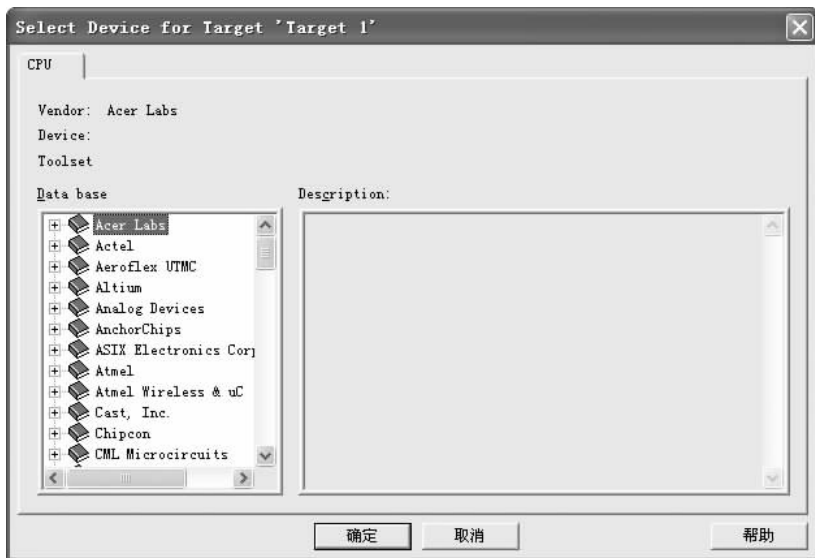 Select Device for Target 'Target 1'
CPU
Vendor: Acer Labs
Device:
Toolset
Data base
Description:
Acer Labs
Actel
Aeroflex UTMC
Altium
Analog Devices
AnchorChips
ASIX Electronics Corp
Atmel
Atmel Wireless & uC
Cast, Inc.
Chipcon
CML Microcircuits
确定
取消
帮助